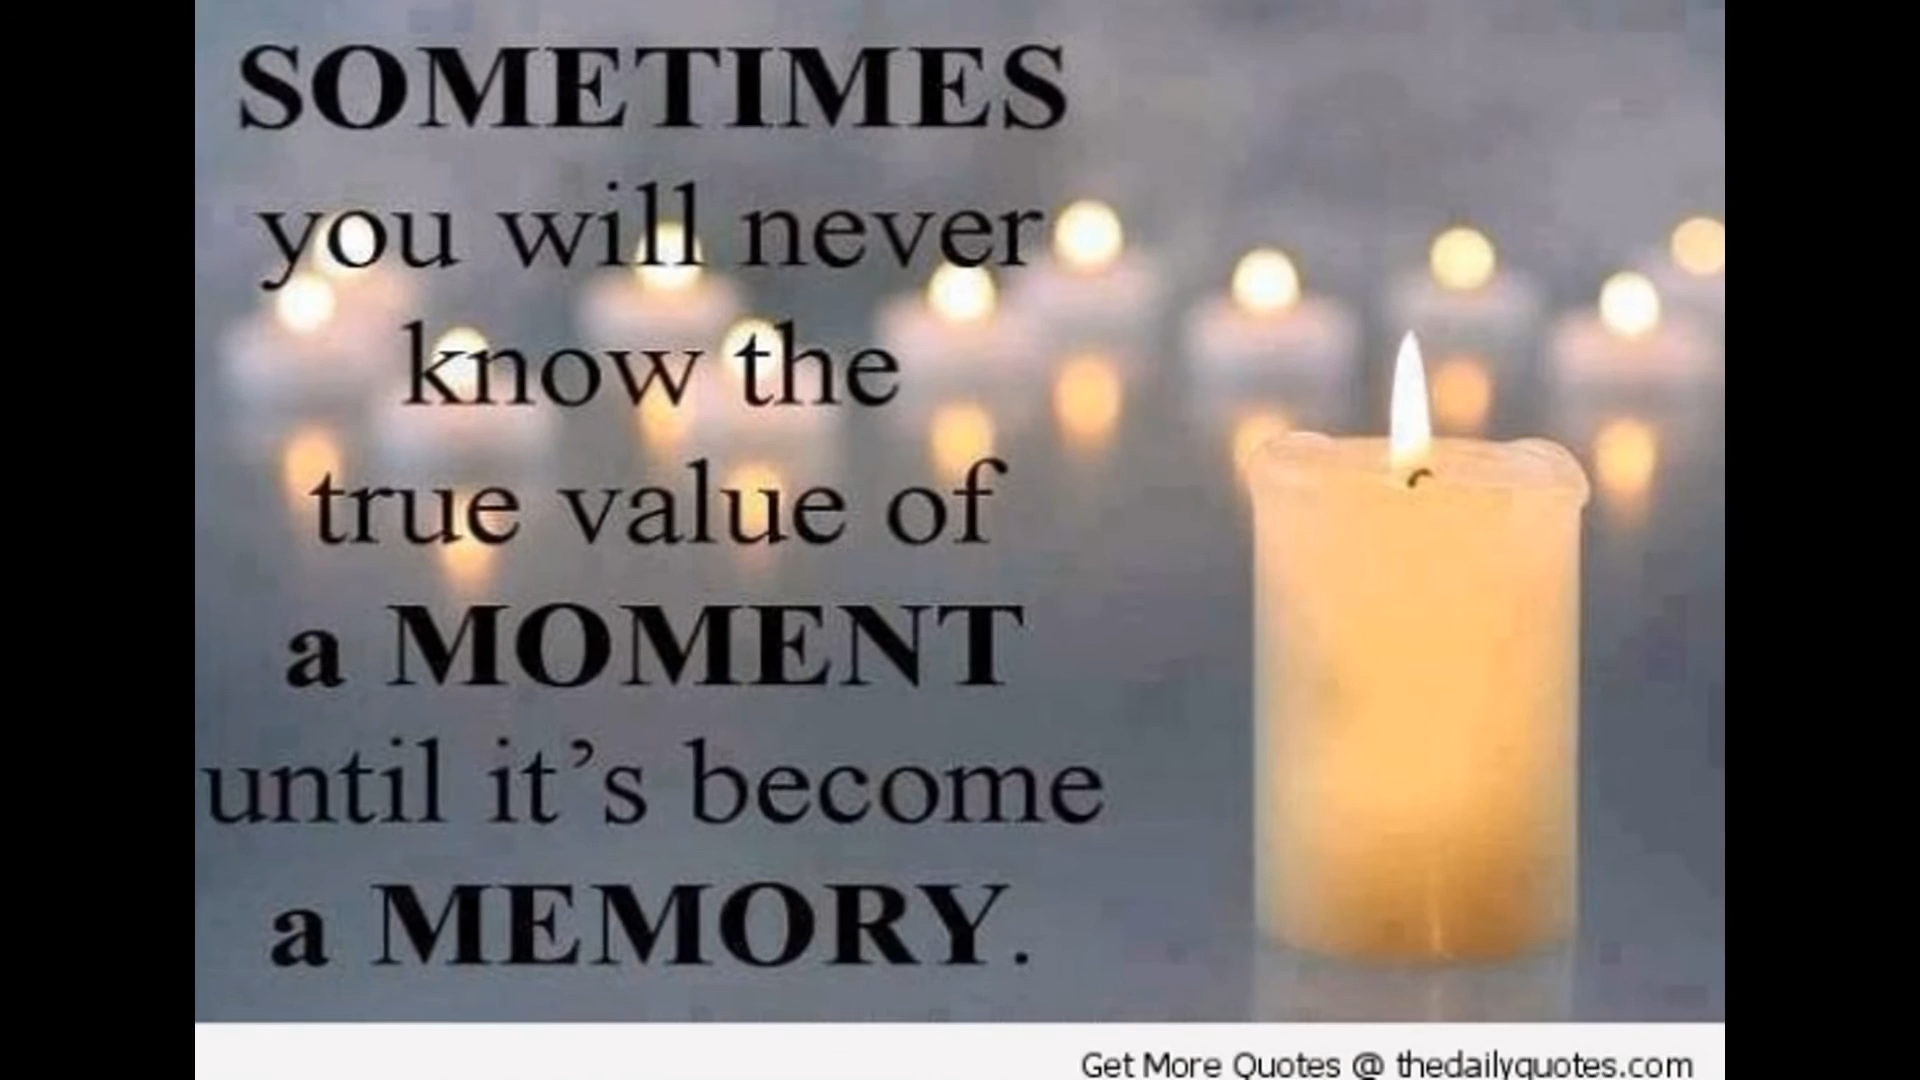 SOMETIMES
you will never
know the
true value of
a MOMENT
until it’s become
a MEMORY.
Get More Quotes @ thedailyquotes.com